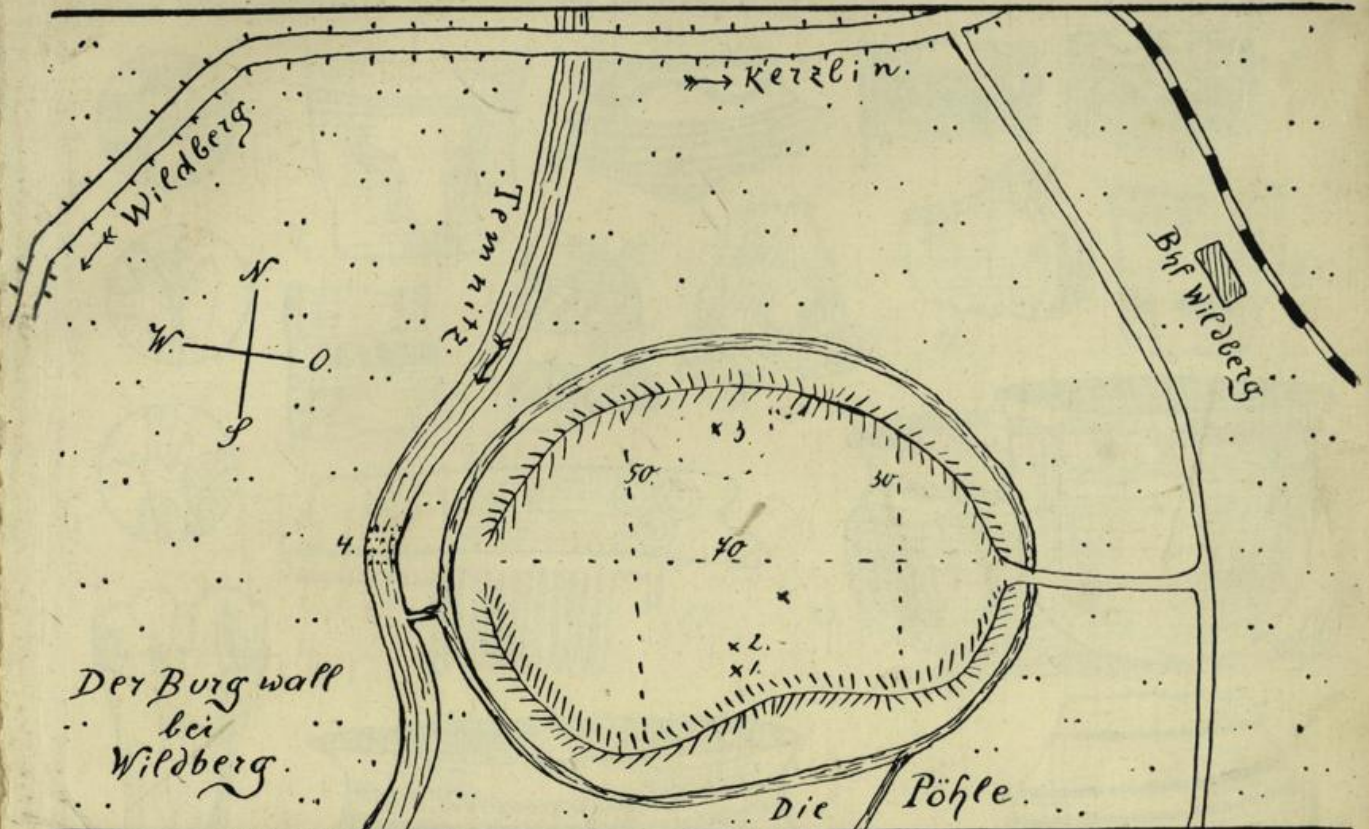 Kerzlin.
Wildberg.
Temnitz.
Bhf Wildberg
N.
W.
O.
S
3
50.
30.
4.
70
2.
1.
Der Burgwall
bei
Wildberg.
Die Pöhle.